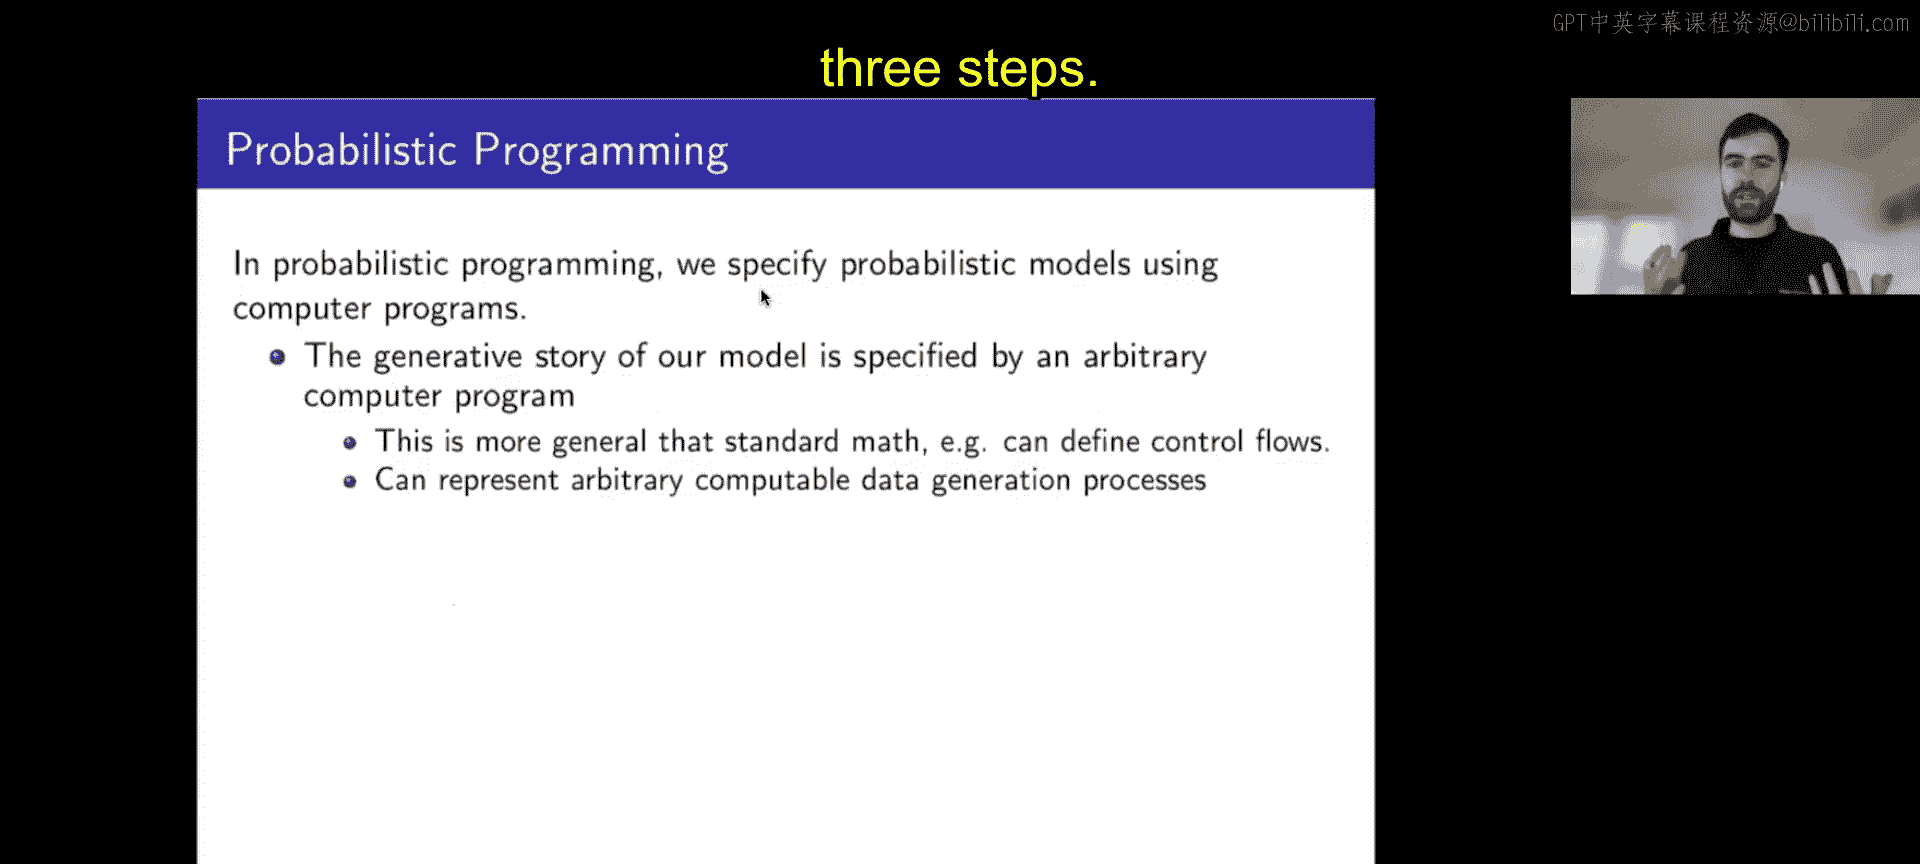 GPT中英字幕课程资源@bilibili.com
three steps.
Probabilistic Programming
In probabilistic programming, we specify probabilistic models using
computer programs.
The generative story of our model is specified by an arbitrary
computer program
This is more general that standard math, e.g. can define control flows.
Can represent arbitrary computable data generation processes